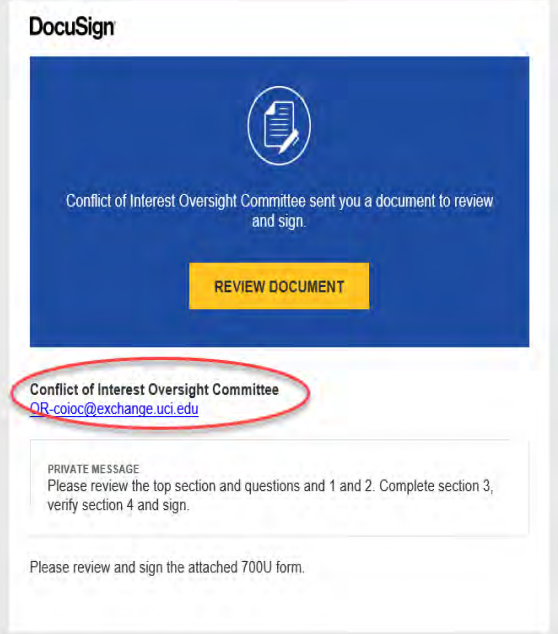 DocuSign
Conflict of Interest Oversight Committee sent you a document to review
and sign.
REVIEW DOCUMENT
Conflict of Interest Oversight Committee
OR-coioc@exchange.uci.edu
PRIVATE MESSAGE
Please review the top section and questions and 1 and 2. Complete section 3,
verify section 4 and sign.
Please review and sign the attached 700U form.